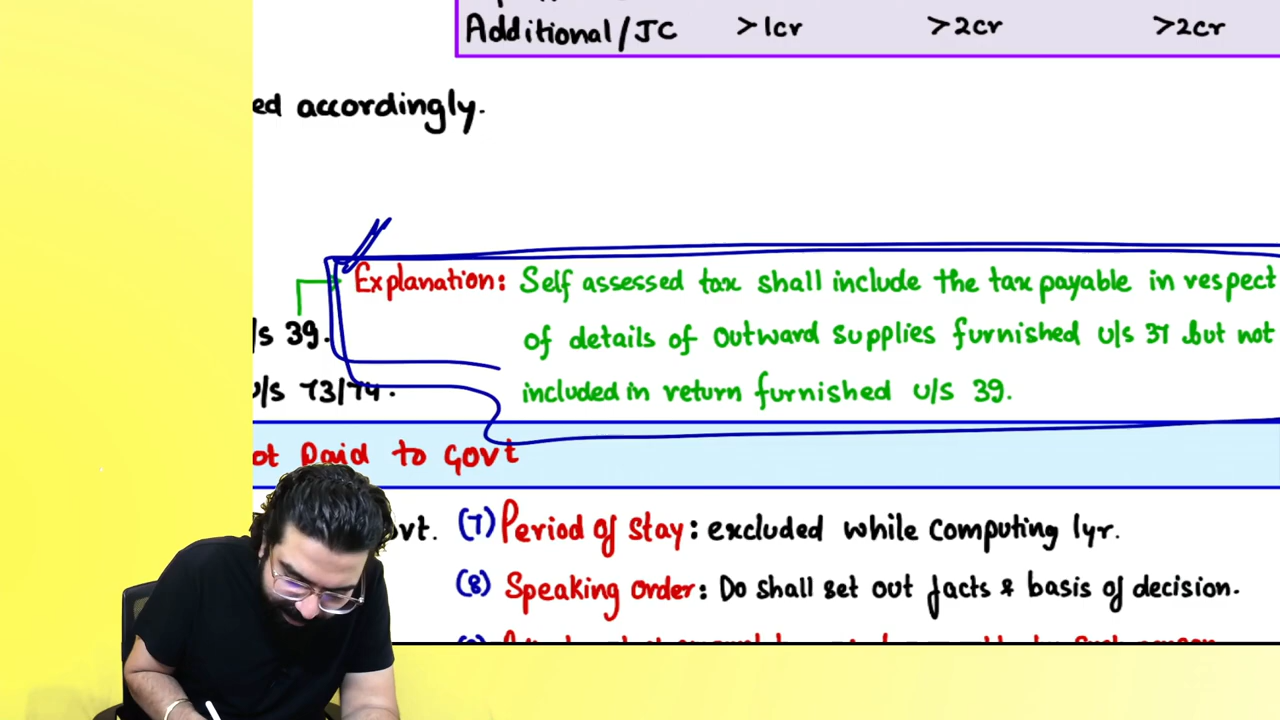 Additional/JC >1cr >2cr >2cr
ed accordingly.
Explanation: Self assessed tax shall include the tax payable in respect
/s 39. of details of outward supplies furnished u/s 37 but not
u/s 73/74. included in return furnished u/s 39.
ot paid to Govt
ovt. (7) Period of stay: excluded while computing 1yr.
(8) Speaking order: Do shall set out facts & basis of decision.